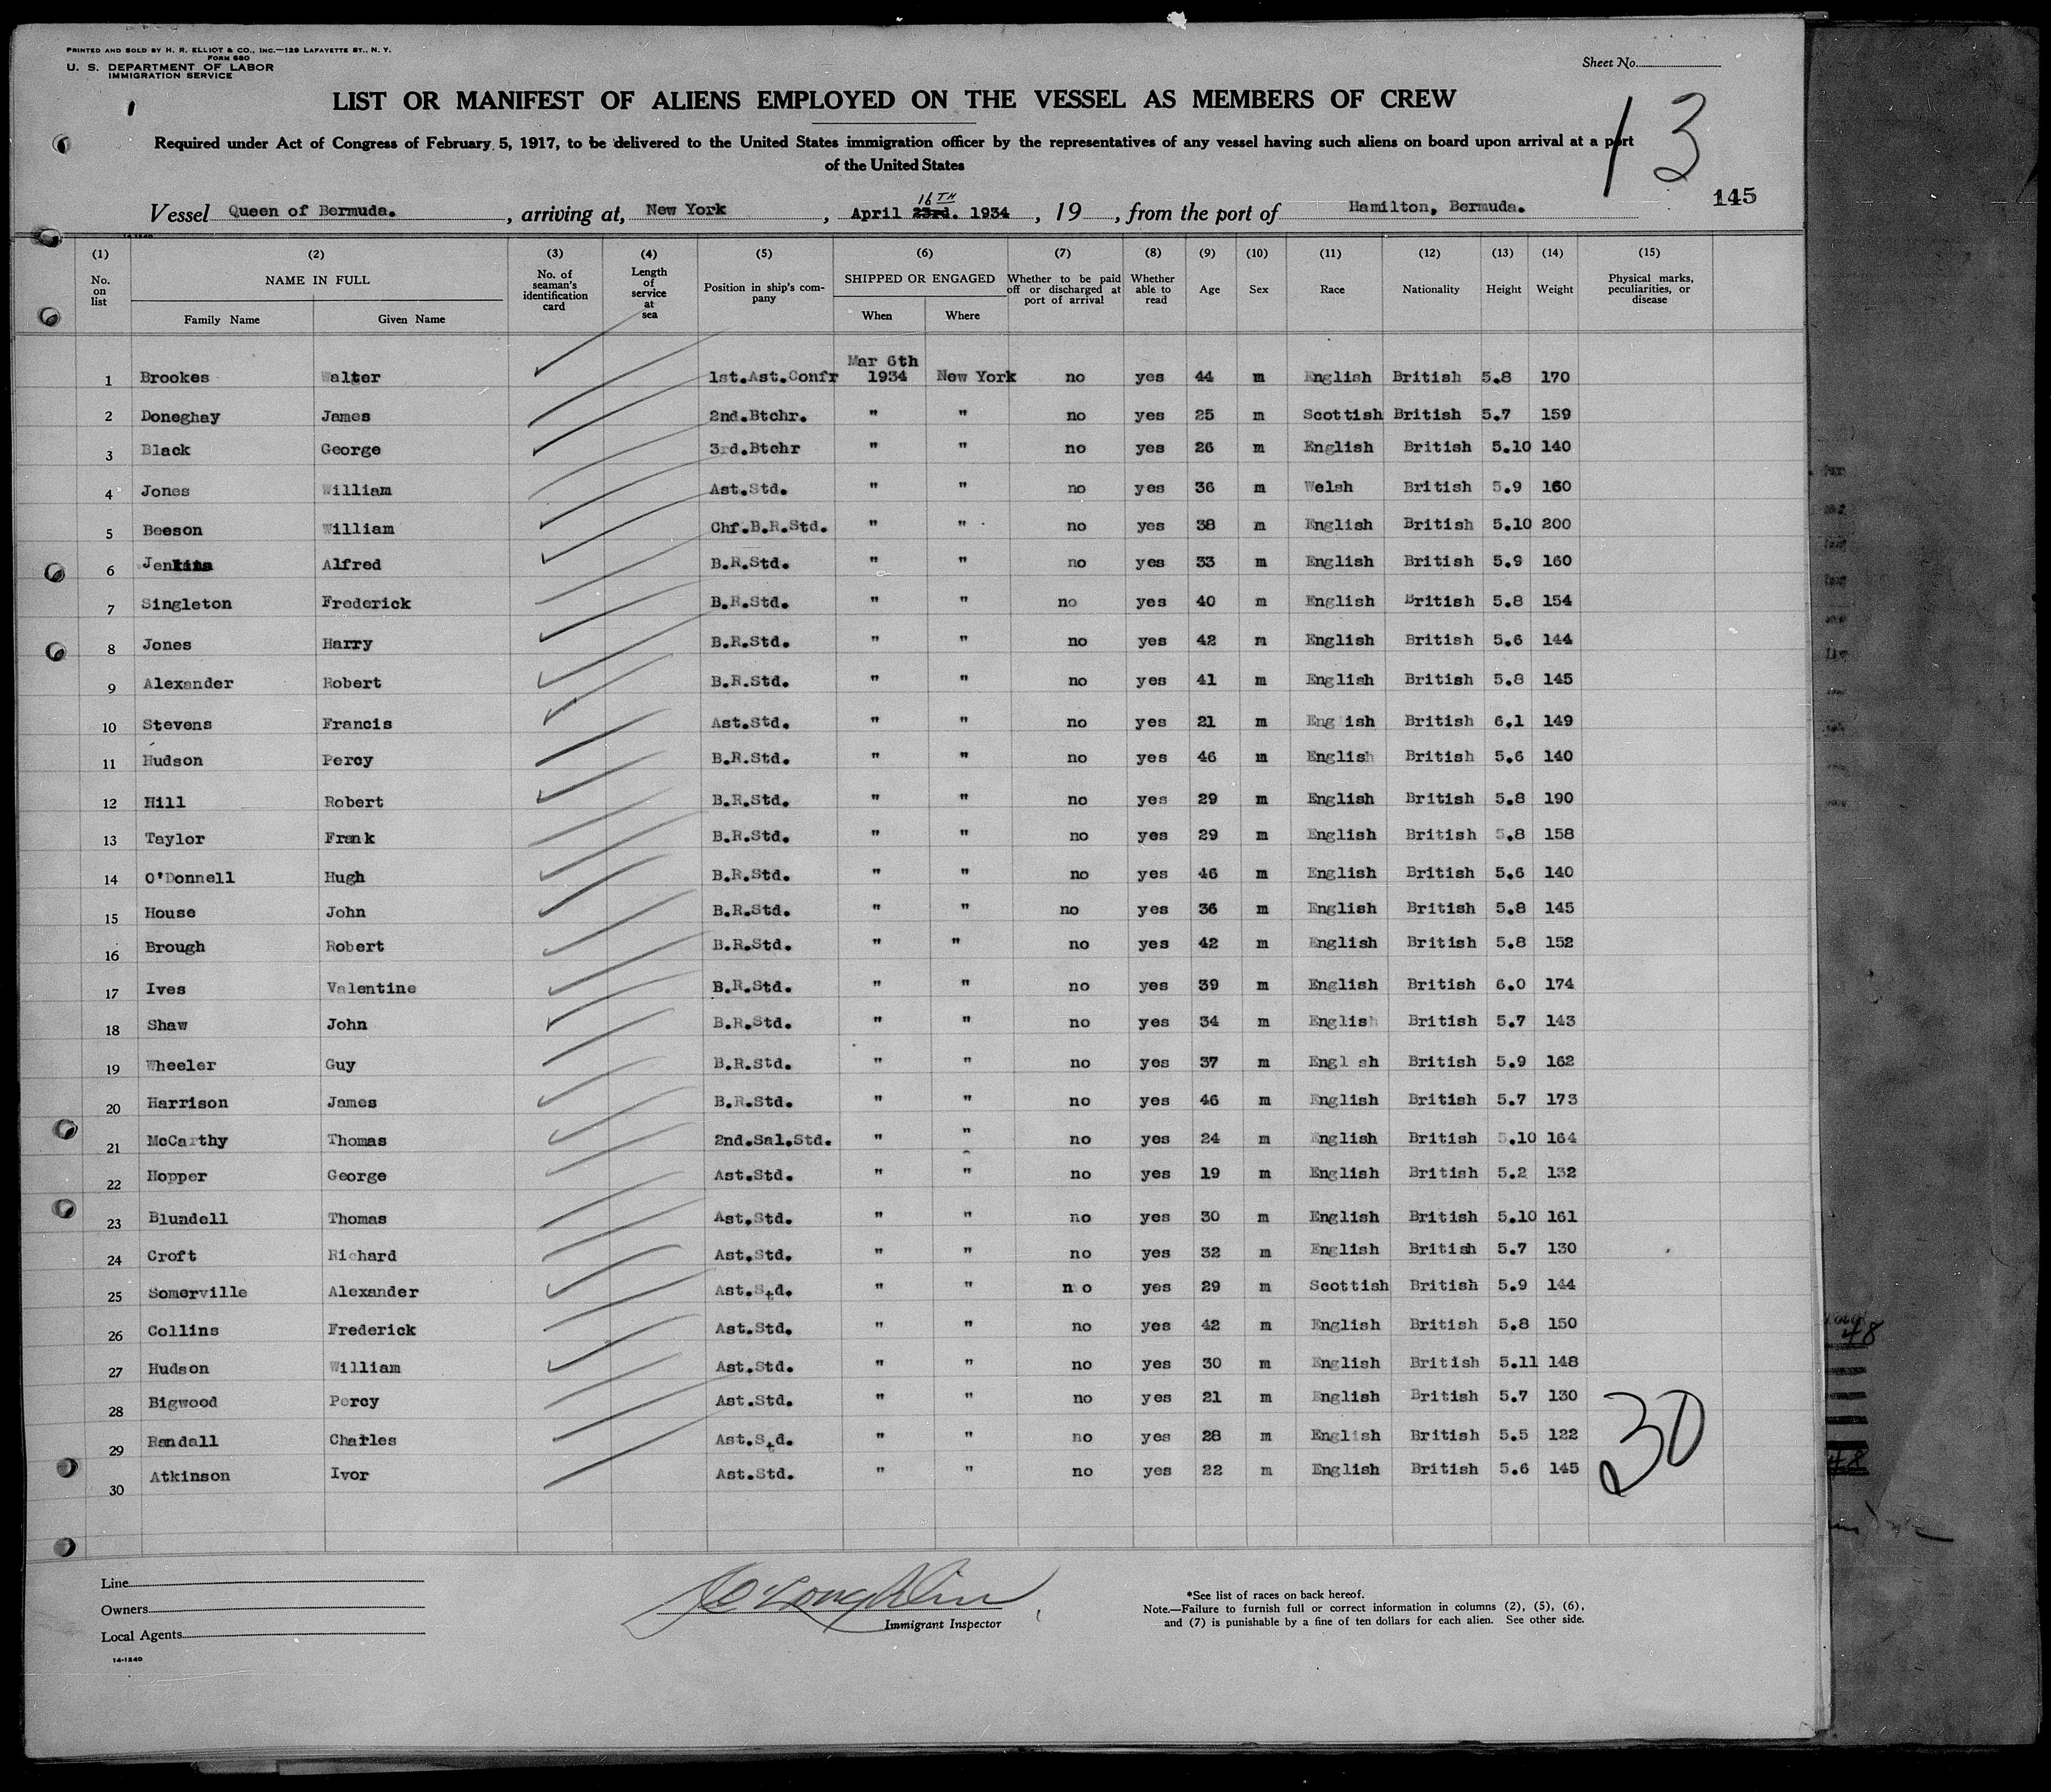 PRINTED AND SOLD BY H. R. ELLIOT & CO., INC.—129 LAFAYETTE ST., N. Y.
FORM 680
U. S. DEPARTMENT OF LABOR
IMMIGRATION SERVICE
Sheet No.
LIST OR MANIFEST OF ALIENS EMPLOYED ON THE VESSEL AS MEMBERS OF CREW
13
Required under Act of Congress of February 5, 1917, to be delivered to the United States immigration officer by the representatives of any vessel having such aliens on board upon arrival at a port
of the United States
145
16TH
Vessel Queen of Bermuda. , arriving at, New York , April 23rd. 1934 , 19 , from the port of Hamilton, Bermuda.
14-1240
(1) (2) (3) (4) (5) (6) (7) (8) (9) (10) (11) (12) (13) (14) (15)
No. on list NAME IN FULL No. of seaman's identification card Length of service at sea Position in ship's company SHIPPED OR ENGAGED Whether to be paid off or discharged at port of arrival Whether able to read Age Sex Race Nationality Height Weight Physical marks, peculiarities, or disease
Family Name Given Name When Where
Mar 6th
1 Brookes Walter 1st.Ast.Confr 1934 New York no yes 44 m English British 5.8 170
2 Doneghay James 2nd.Btchr. " " no yes 25 m Scottish British 5.7 159
3 Black George 3rd.Btchr " " no yes 26 m English British 5.10 140
4 Jones William Ast.Std. " " no yes 36 m Welsh British 5.9 160
5 Beeson William Chf.B.R.Std. " " no yes 38 m English British 5.10 200
6 Jenkins Alfred B.R.Std. " " no yes 33 m English British 5.9 160
7 Singleton Frederick B.R.Std. " " no yes 40 m English British 5.8 154
8 Jones Harry B.R.Std. " " no yes 42 m English British 5.6 144
9 Alexander Robert B.R.Std. " " no yes 41 m English British 5.8 145
10 Stevens Francis Ast.Std. " " no yes 21 m Eng ish British 6.1 149
11 Hudson Percy B.R.Std. " " no yes 46 m English British 5.6 140
12 Hill Robert B.R.Std. " " no yes 29 m English British 5.8 190
13 Taylor Frank B.R.Std. " " no yes 29 m English British 5.8 158
14 O'Donnell Hugh B.R.Std. " " no yes 46 m English British 5.6 140
15 House John B.R.Std. " " no yes 36 m English British 5.8 145
16 Brough Robert B.R.Std. " " no yes 42 m English British 5.8 152
17 Ives Valentine B.R.Std. " " no yes 39 m English British 6.0 174
18 Shaw John B.R.Std. " " no yes 34 m English British 5.7 143
19 Wheeler Guy B.R.Std. " " no yes 37 m Engl sh British 5.9 162
20 Harrison James B.R.Std. " " no yes 46 m English British 5.7 173
21 McCarthy Thomas 2nd.Sal.Std. " " no yes 24 m English British 5.10 164
22 Hopper George Ast.Std. " " no yes 19 m English British 5.2 132
23 Blundell Thomas Ast.Std. " " no yes 30 m English British 5.10 161
24 Croft Richard Ast.Std. " " no yes 32 m English British 5.7 130
25 Somerville Alexander Ast.Std. " " no yes 29 m Scottish British 5.9 144
26 Collins Frederick Ast.Std. " " no yes 42 m English British 5.8 150
27 Hudson William Ast.Std. " " no yes 30 m English British 5.11 148
28 Bigwood Percy Ast.Std. " " no yes 21 m English British 5.7 130
29 Randall Charles Ast.Std. " " no yes 28 m English British 5.5 122
30 Atkinson Ivor Ast.Std. " " no yes 22 m English British 5.6 145
30
48
48
Line
Owners
Local Agents
14-1240
Immigrant Inspector
*See list of races on back hereof.
Note.—Failure to furnish full or correct information in columns (2), (5), (6),
and (7) is punishable by a fine of ten dollars for each alien. See other side.